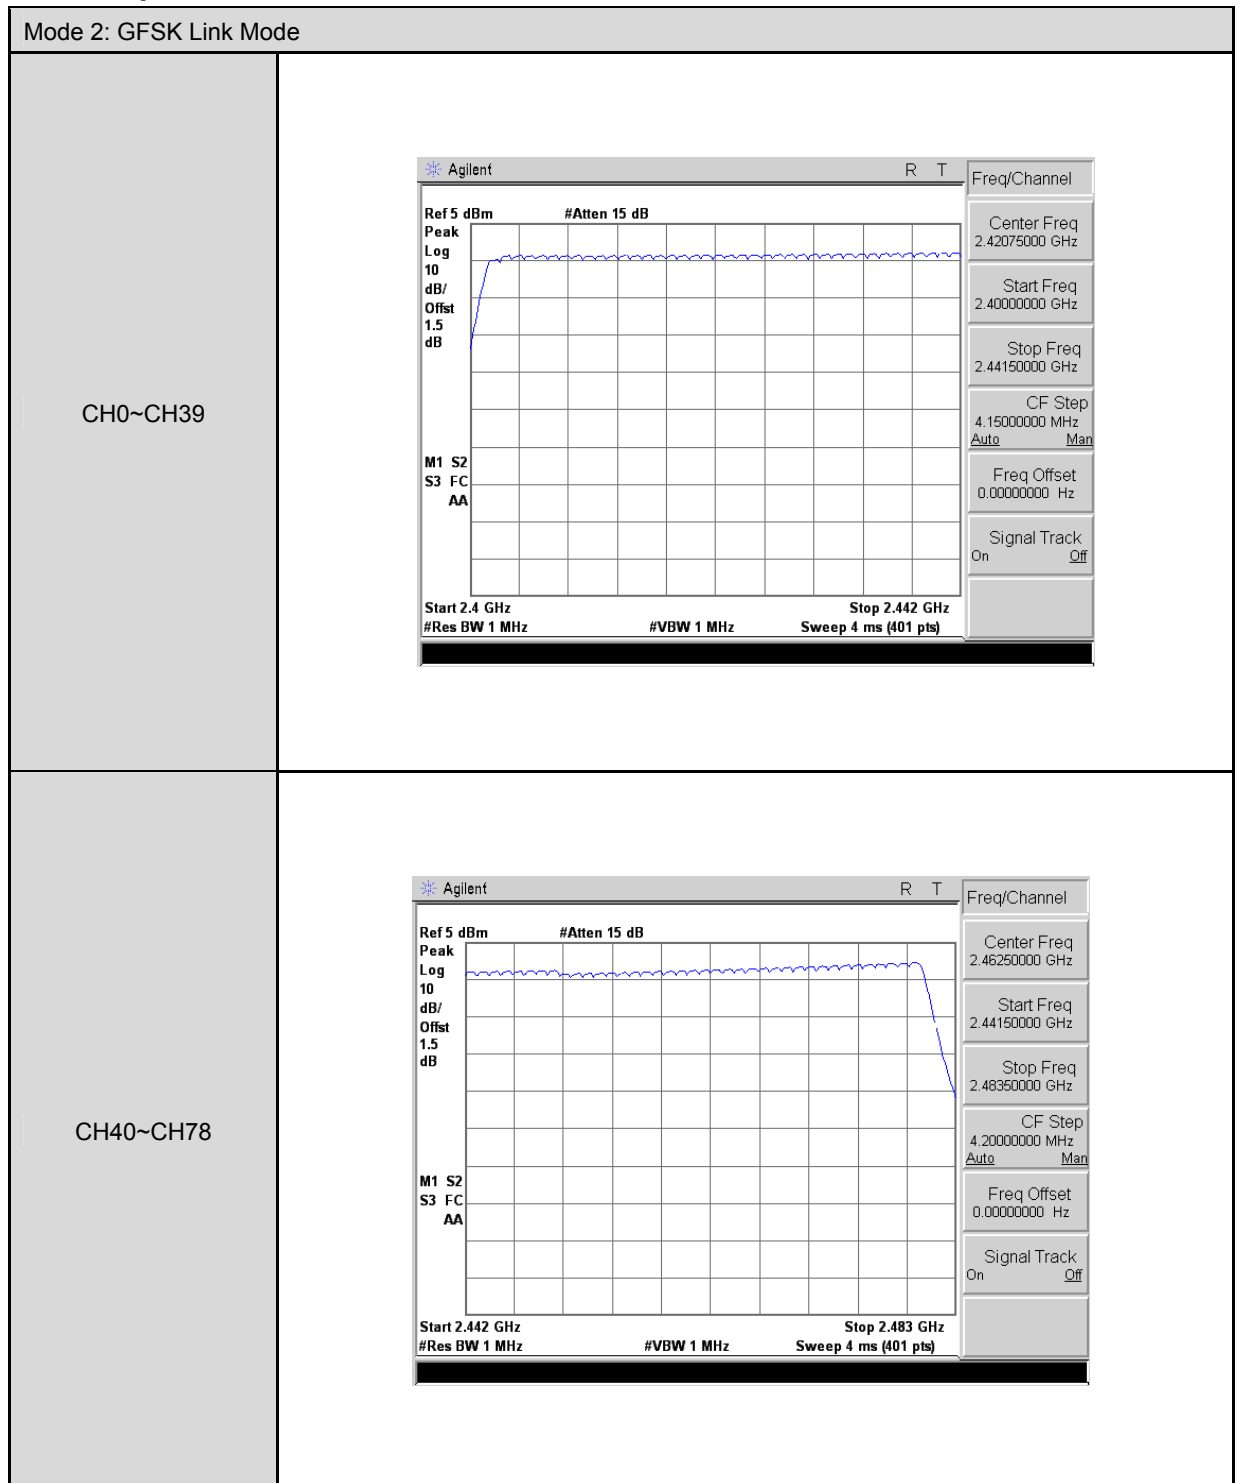 Mode 2: GFSK Link Mode
CH0~CH39
Agilent R T
Freq/Channel
Ref 5 dBm #Atten 15 dB
Peak
Log
10
dB/
Offst
1.5
dB
M1 S2
S3 FC
AA
Start 2.4 GHz Stop 2.442 GHz
#Res BW 1 MHz #VBW 1 MHz Sweep 4 ms (401 pts)
Center Freq
2.42075000 GHz
Start Freq
2.40000000 GHz
Stop Freq
2.44150000 GHz
CF Step
4.15000000 MHz
Auto Man
Freq Offset
0.00000000 Hz
Signal Track
On Off
CH40~CH78
Agilent R T
Freq/Channel
Ref 5 dBm #Atten 15 dB
Peak
Log
10
dB/
Offst
1.5
dB
M1 S2
S3 FC
AA
Start 2.442 GHz Stop 2.483 GHz
#Res BW 1 MHz #VBW 1 MHz Sweep 4 ms (401 pts)
Center Freq
2.46250000 GHz
Start Freq
2.44150000 GHz
Stop Freq
2.48350000 GHz
CF Step
4.20000000 MHz
Auto Man
Freq Offset
0.00000000 Hz
Signal Track
On Off